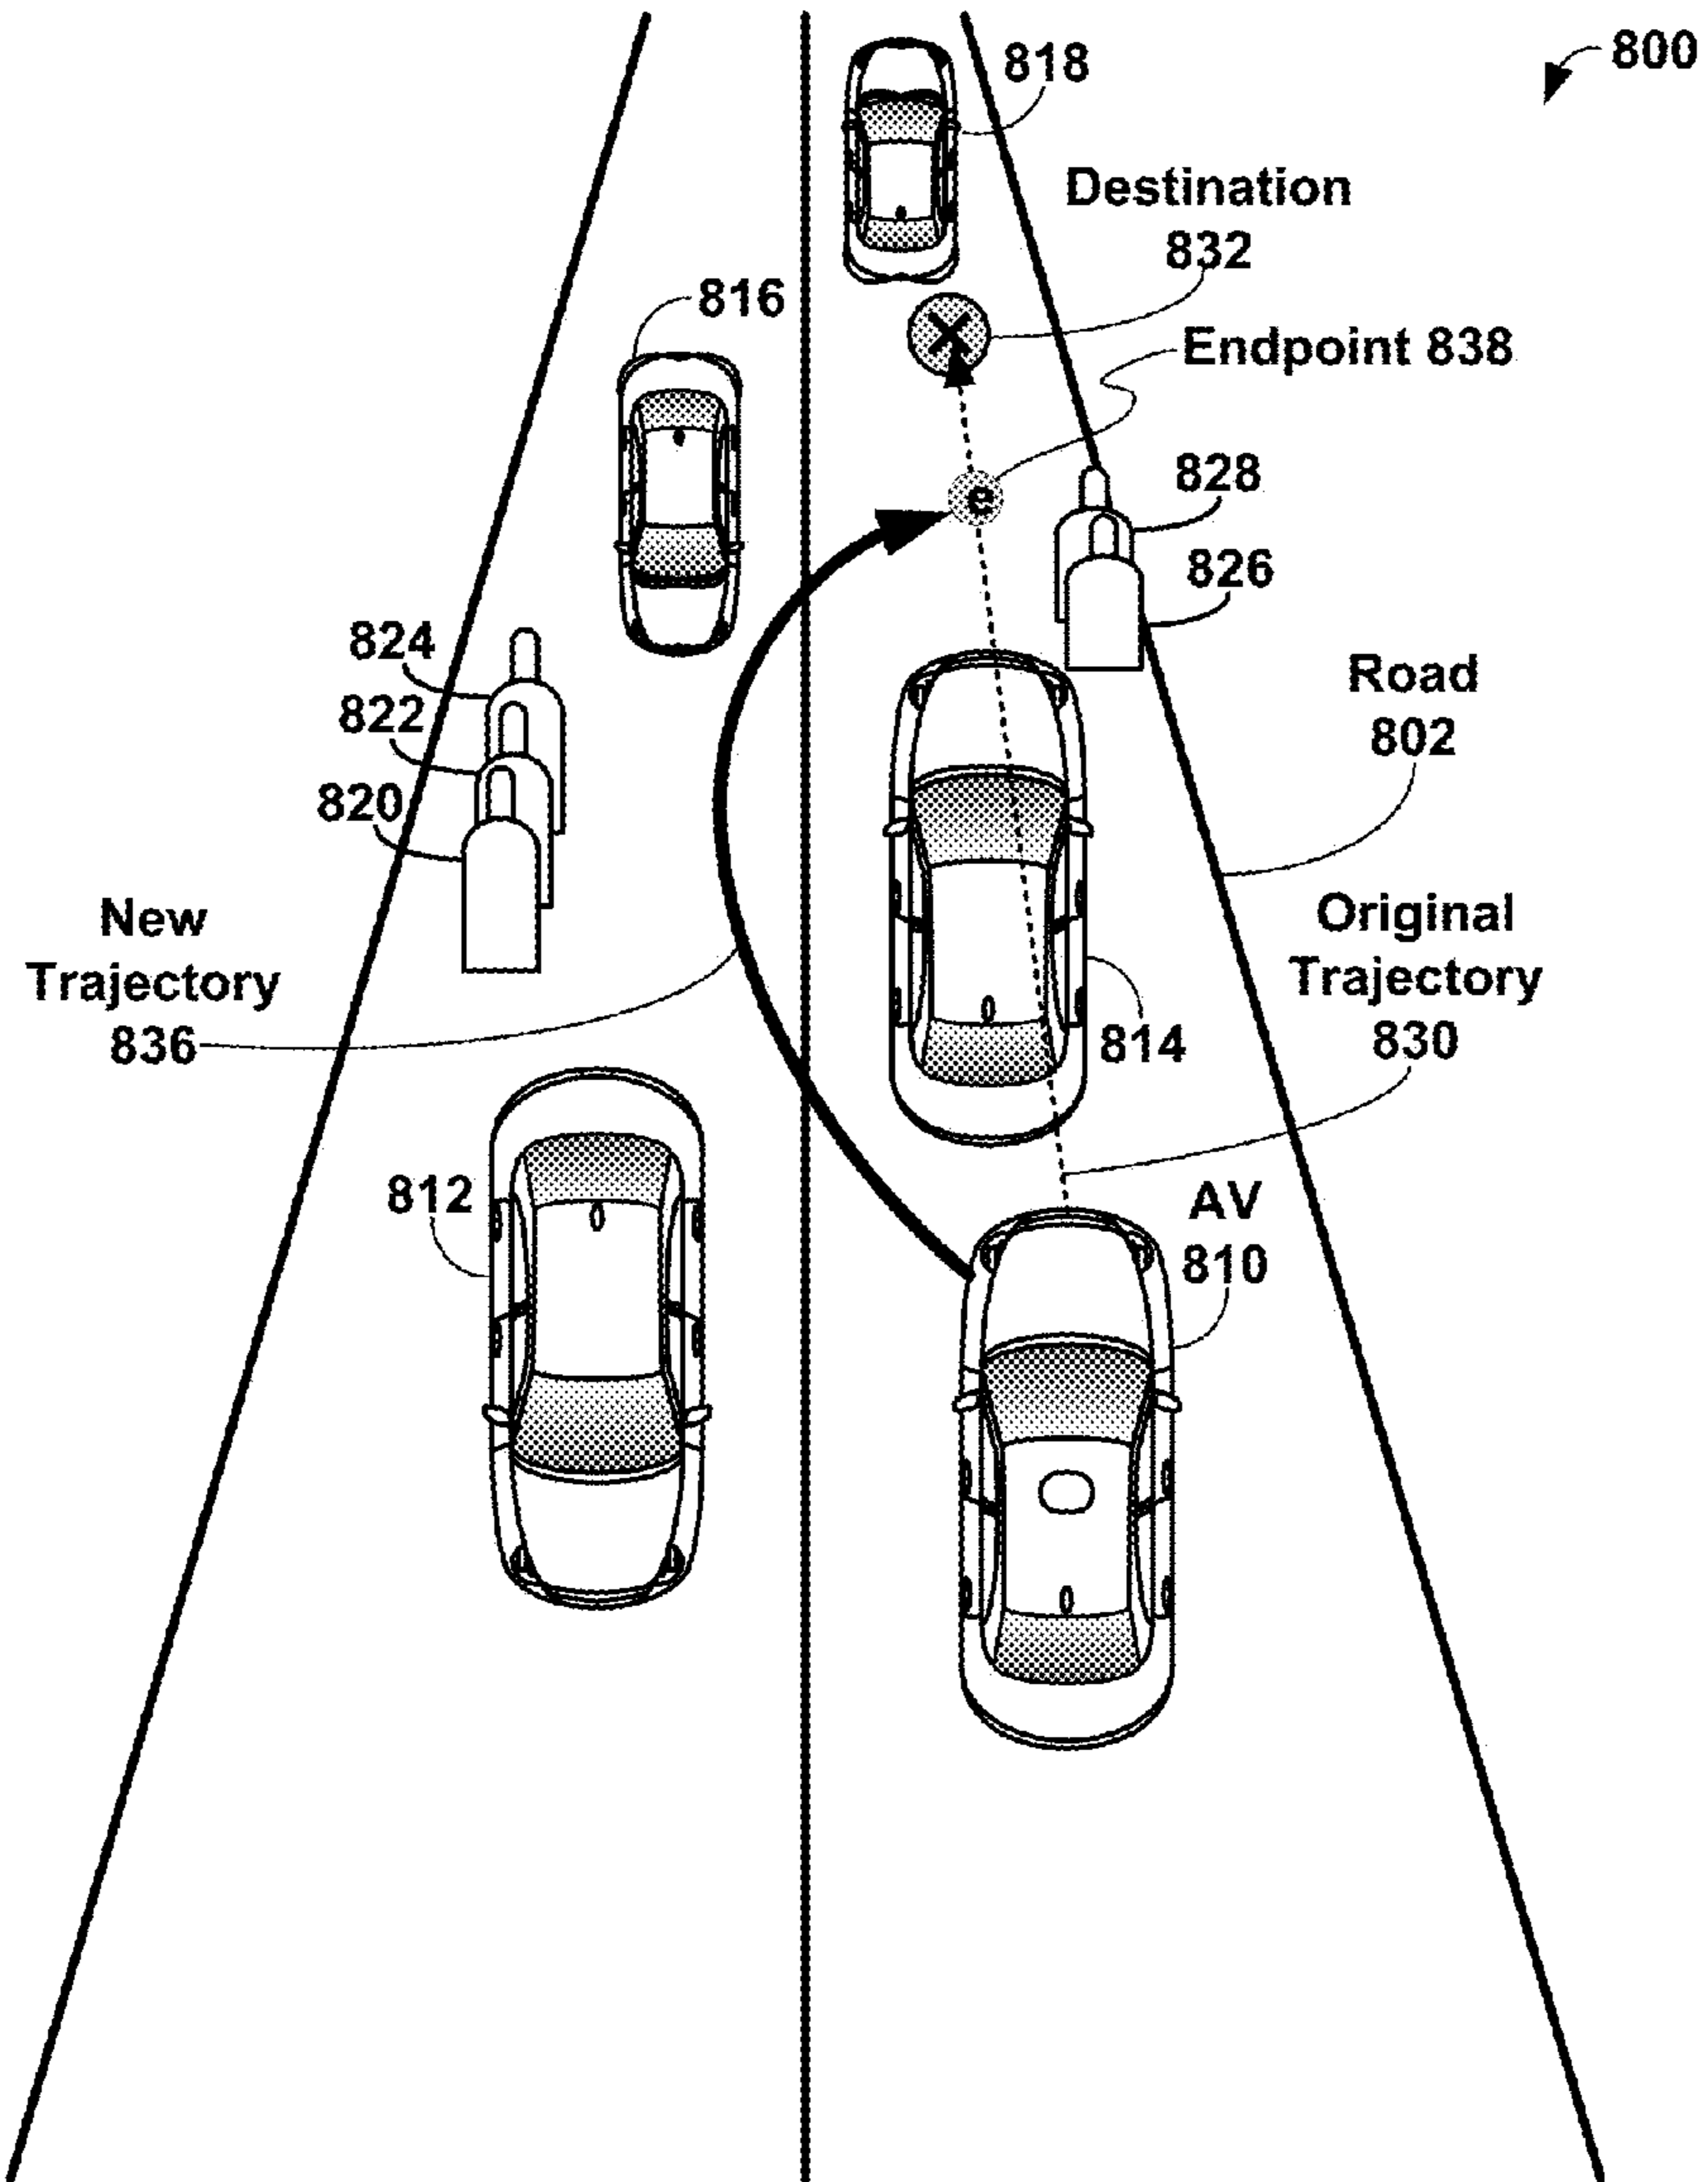 800
818
Destination
832
816
Endpoint 838
e
828
826
824
822
820
Road
802
New
Trajectory
836
Original
Trajectory
830
814
812
AV
810